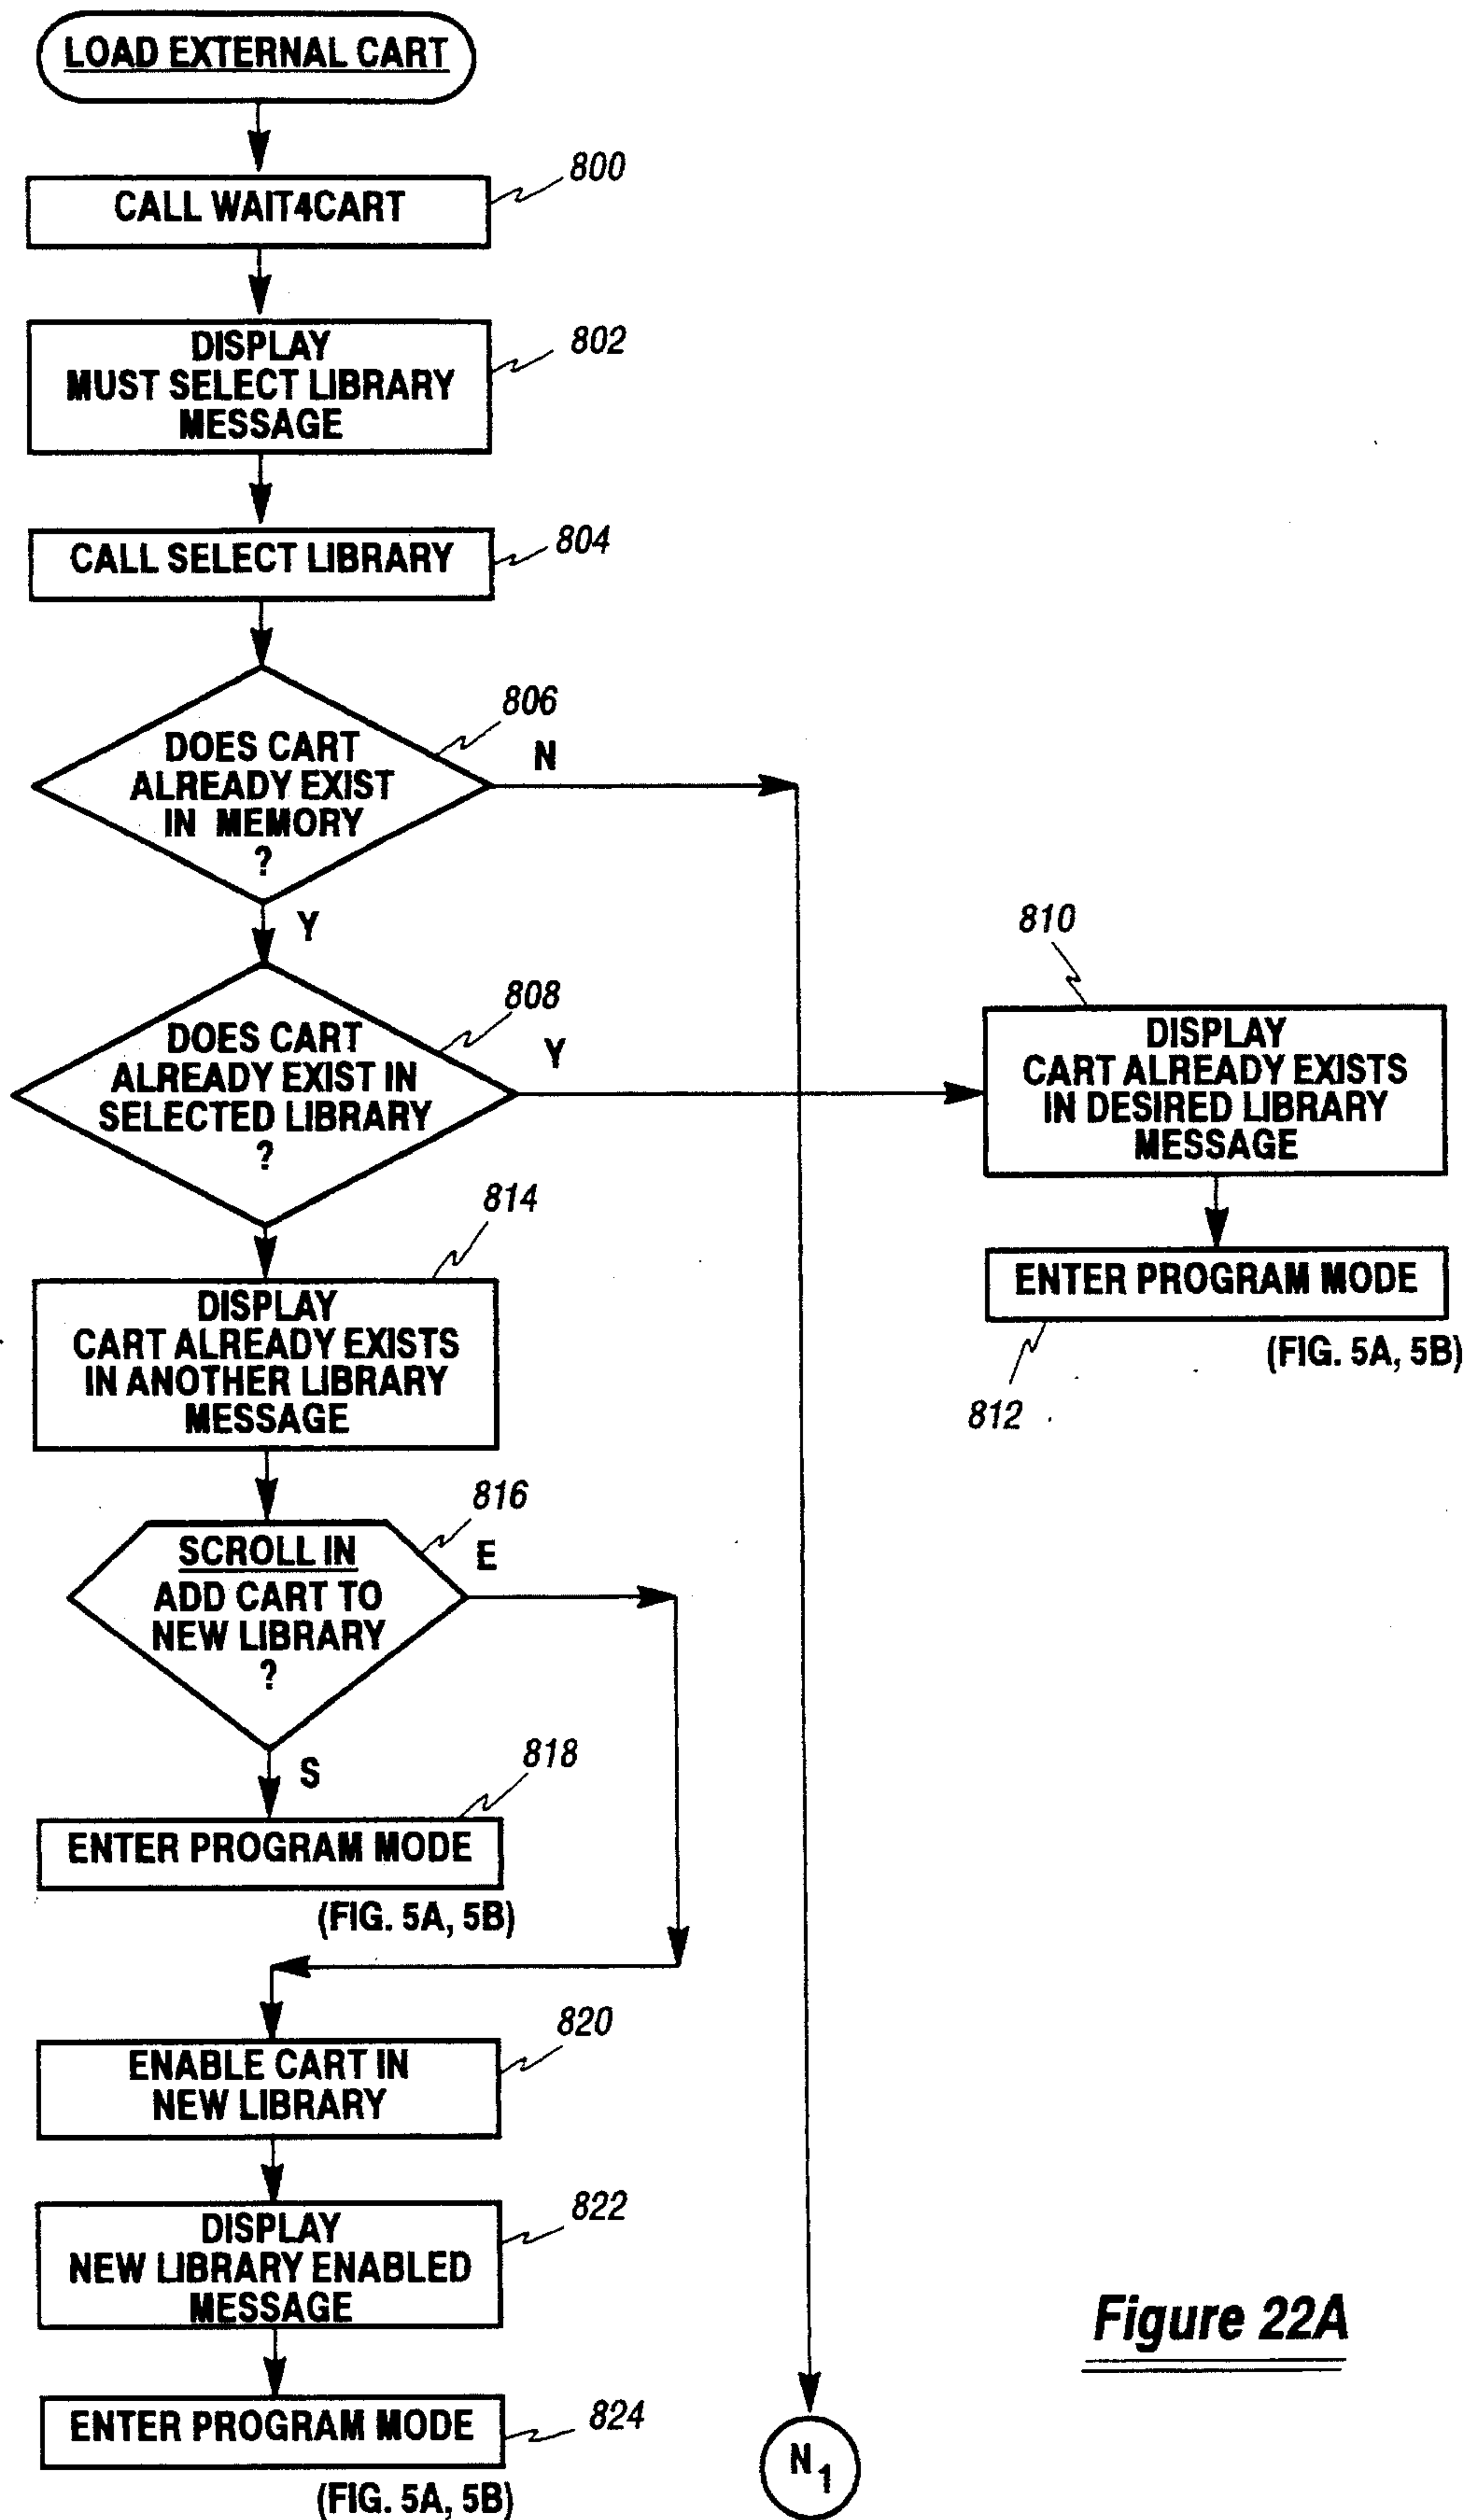 LOAD EXTERNAL CART
800
CALL WAIT4CART
802
DISPLAY
MUST SELECT LIBRARY
MESSAGE
804
CALL SELECT LIBRARY
806
DOES CART
ALREADY EXIST
IN MEMORY
?
N
Y
808
DOES CART
ALREADY EXIST IN
SELECTED LIBRARY
?
Y
810
DISPLAY
CART ALREADY EXISTS
IN DESIRED LIBRARY
MESSAGE
ENTER PROGRAM MODE
(FIG. 5A, 5B)
812
814
DISPLAY
CART ALREADY EXISTS
IN ANOTHER LIBRARY
MESSAGE
816
SCROLL IN
ADD CART TO
NEW LIBRARY
?
E
S
818
ENTER PROGRAM MODE
(FIG. 5A, 5B)
820
ENABLE CART IN
NEW LIBRARY
822
DISPLAY
NEW LIBRARY ENABLED
MESSAGE
824
ENTER PROGRAM MODE
(FIG. 5A, 5B)
N1
Figure 22A